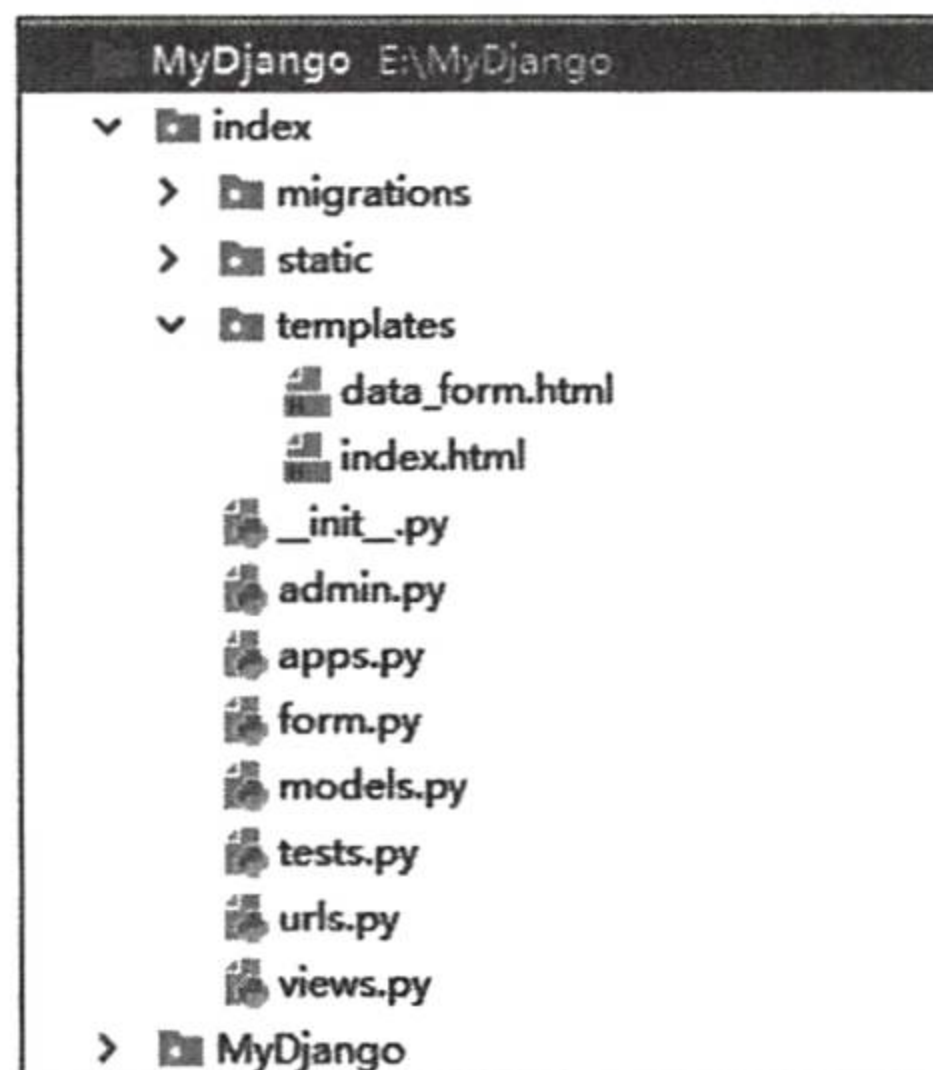 MyDjango E:\MyDjango
index
migrations
static
templates
data_form.html
index.html
__init__.py
admin.py
apps.py
form.py
models.py
tests.py
urls.py
views.py
MyDjango